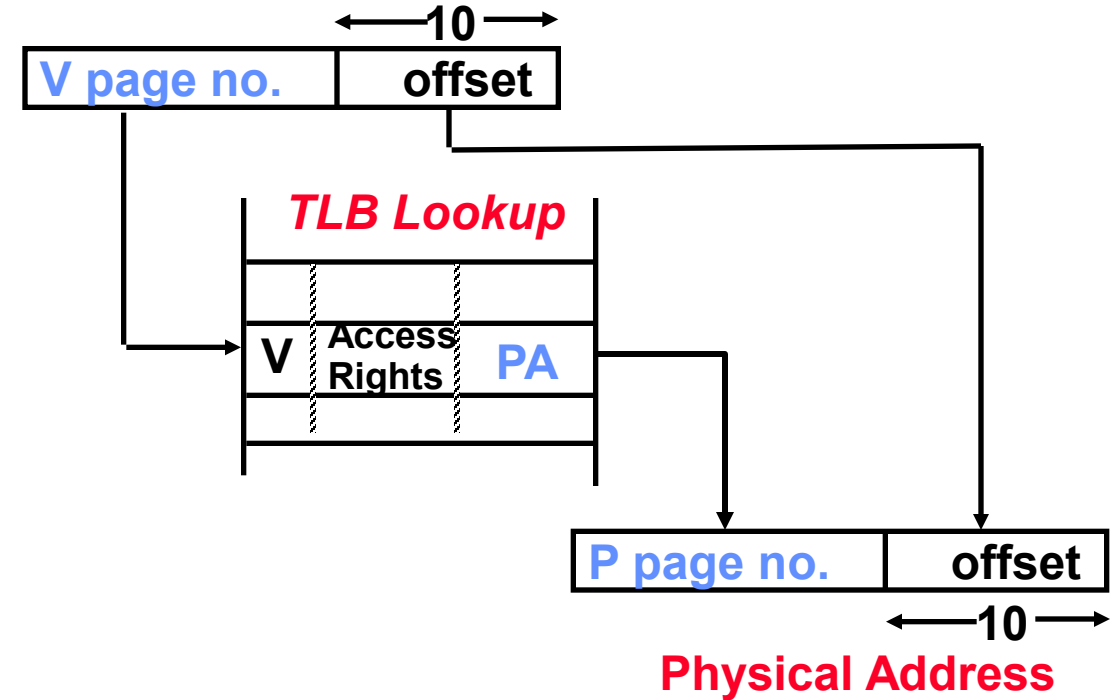 10
V page no. offset
TLB Lookup
V Access Rights PA
P page no. offset
10
Physical Address